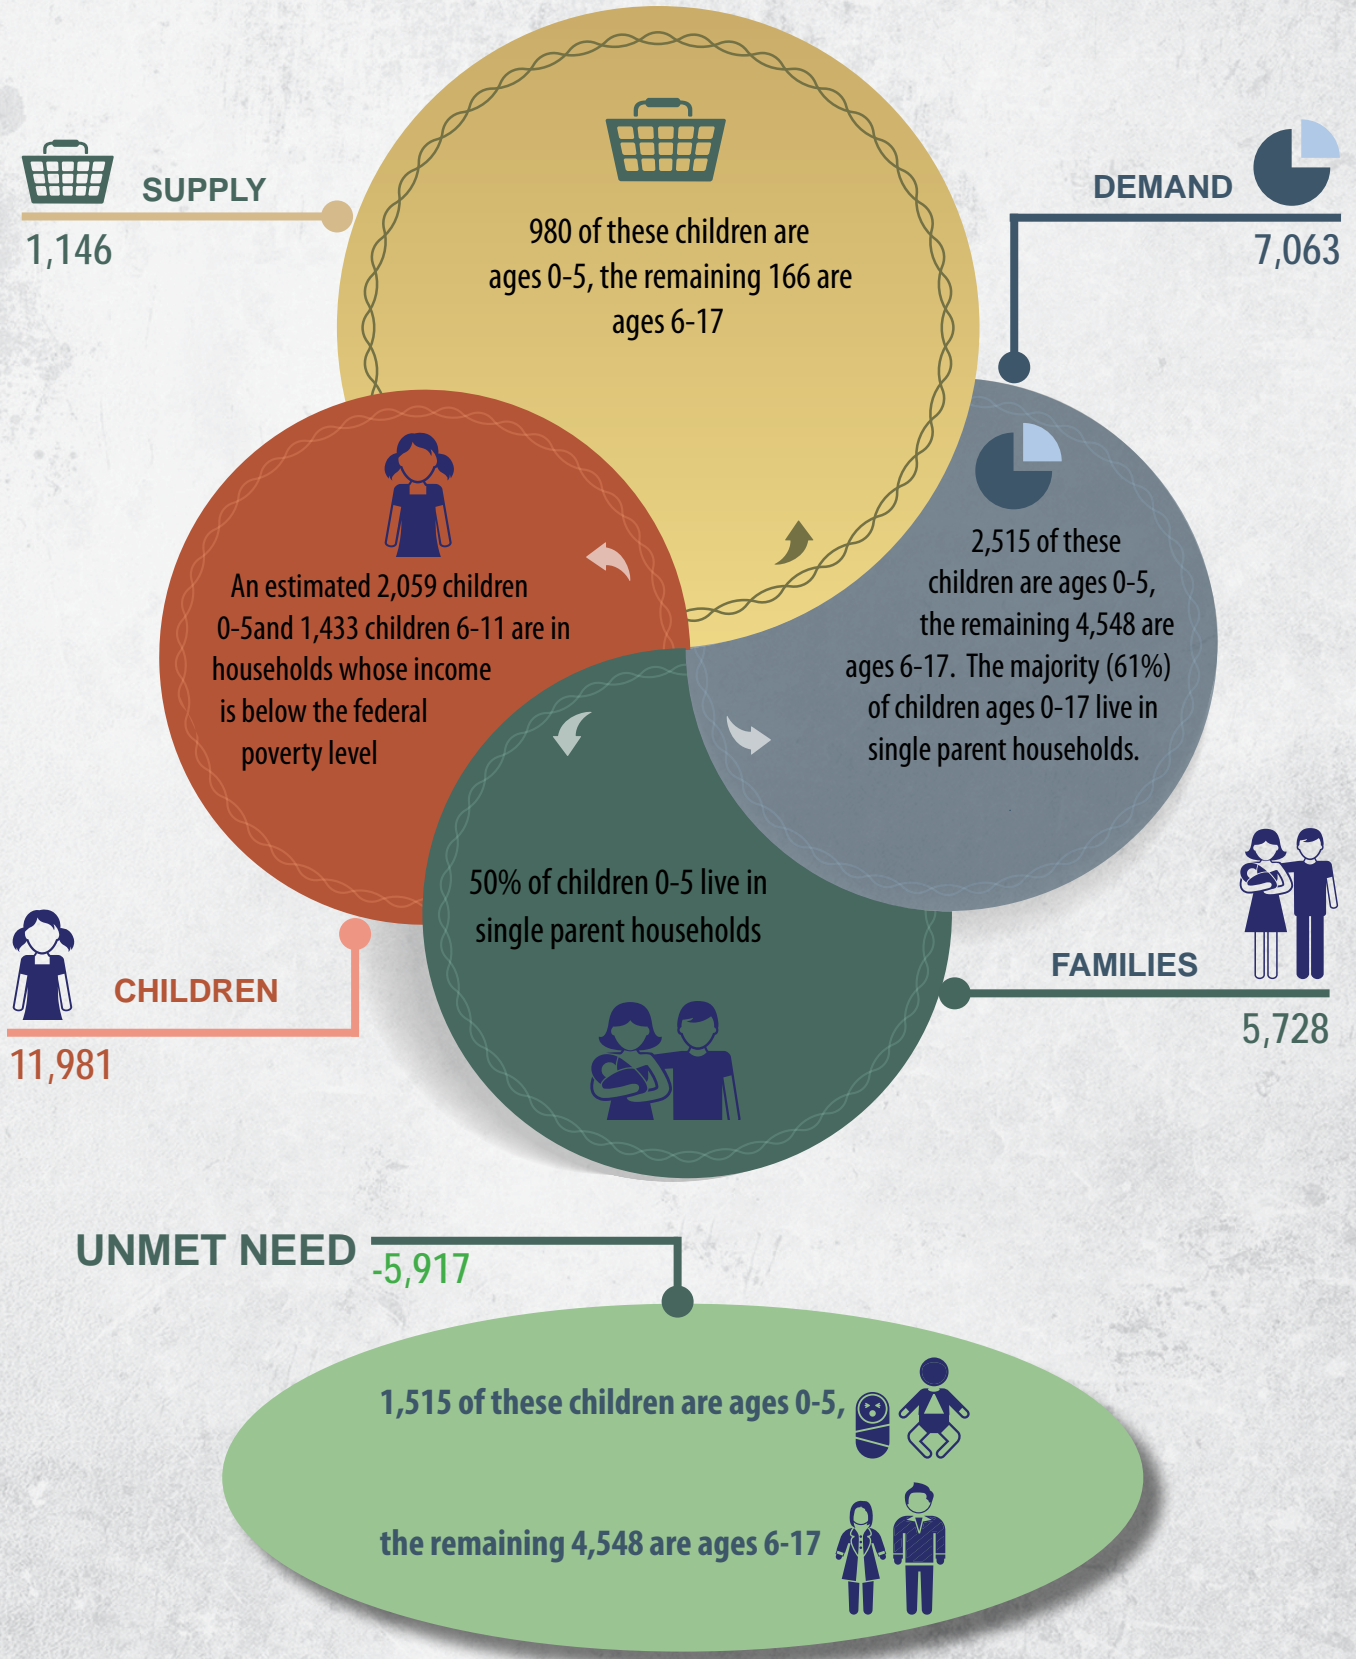 SUPPLY
1,146
980 of these children are
ages 0-5, the remaining 166 are
ages 6-17
DEMAND
7,063
2,515 of these
children are ages 0-5,
the remaining 4,548 are
ages 6-17. The majority (61%)
of children ages 0-17 live in
single parent households.
An estimated 2,059 children
0-5and 1,433 children 6-11 are in
households whose income
is below the federal
poverty level
50% of children 0-5 live in
single parent households
CHILDREN
11,981
FAMILIES
5,728
UNMET NEED
-5,917
1,515 of these children are ages 0-5,
the remaining 4,548 are ages 6-17